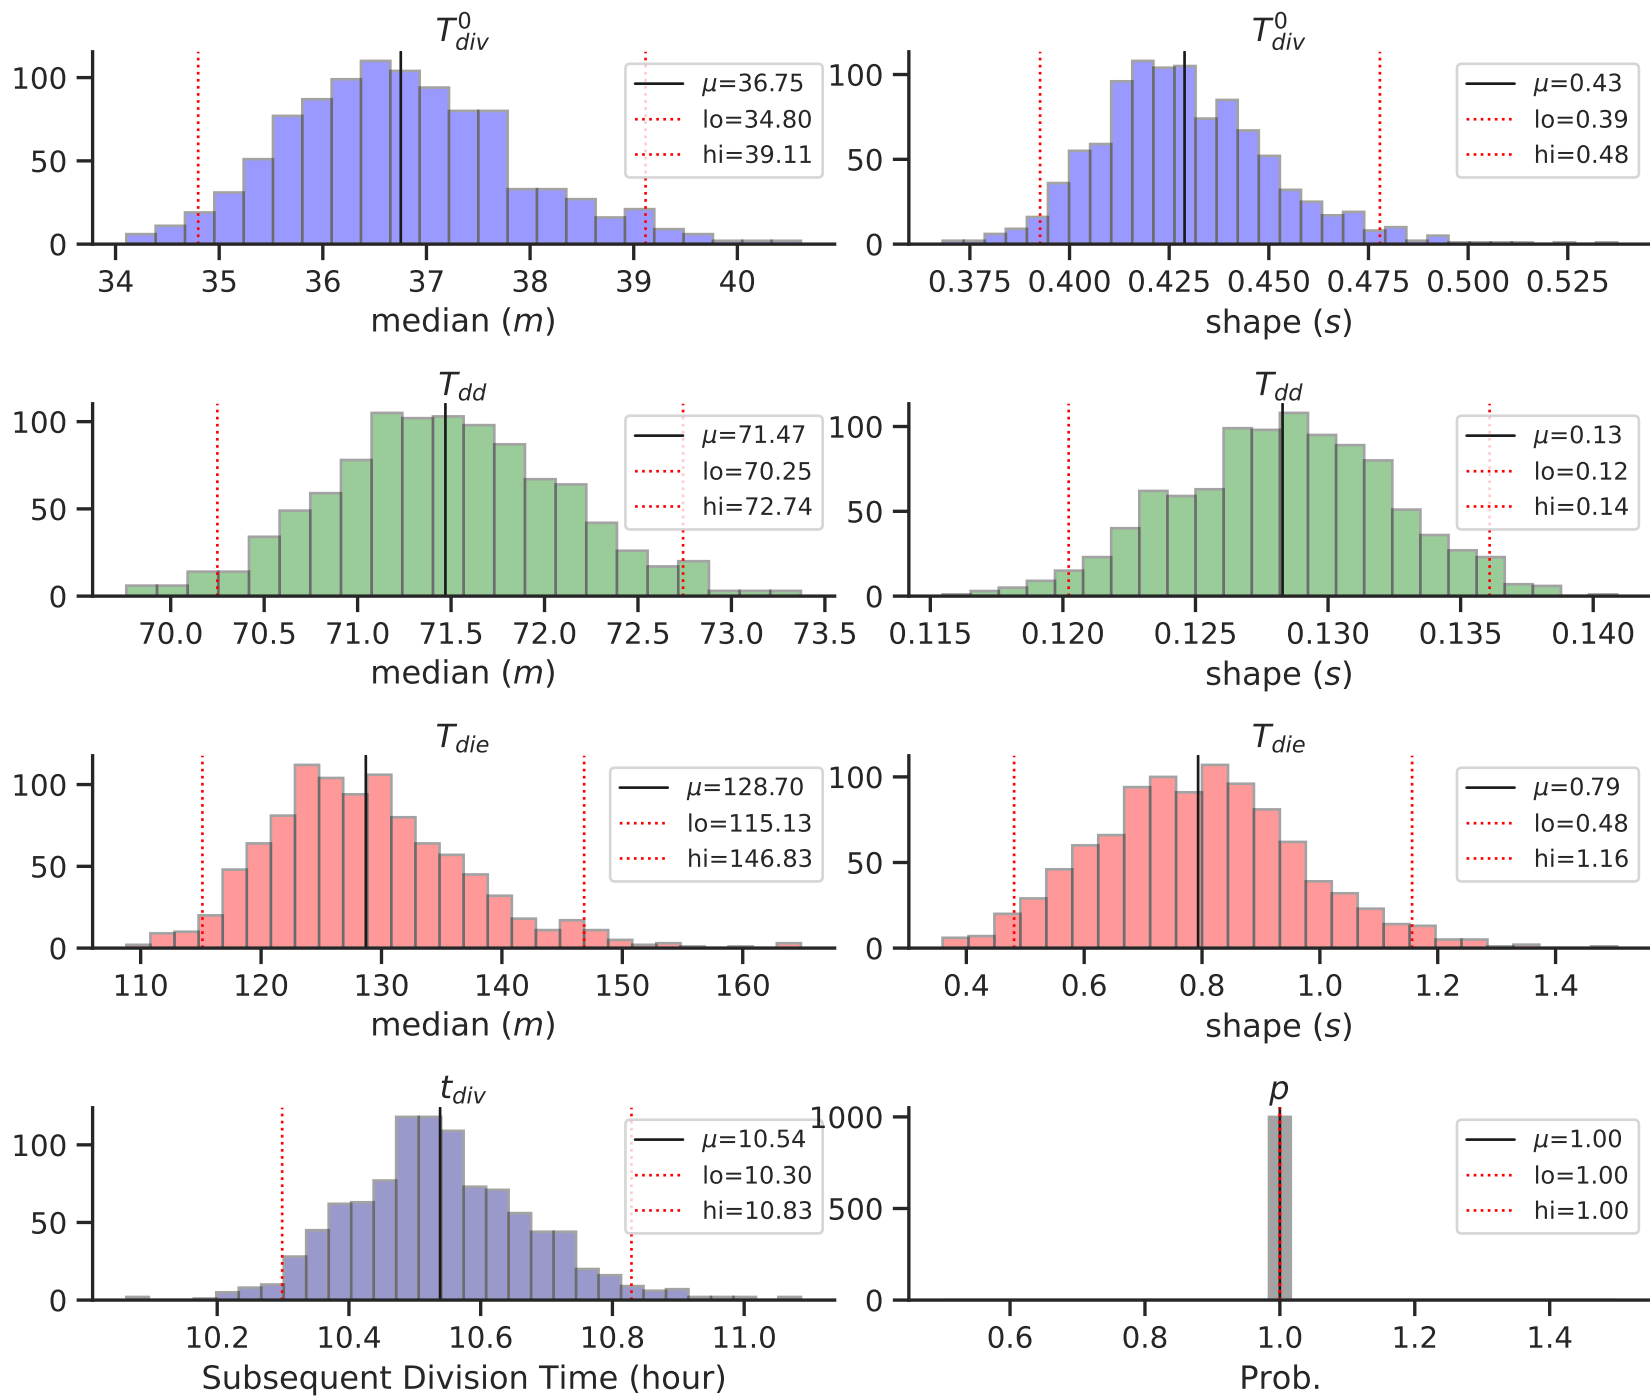 T⁰div
100
50
0
μ=36.75
lo=34.80
hi=39.11
34 35 36 37 38 39 40
median (m)
T⁰div
100
50
0
μ=0.43
lo=0.39
hi=0.48
0.375 0.400 0.425 0.450 0.475 0.500 0.525
shape (s)
Tdd
100
50
0
μ=71.47
lo=70.25
hi=72.74
70.0 70.5 71.0 71.5 72.0 72.5 73.0 73.5
median (m)
Tdd
100
50
0
μ=0.13
lo=0.12
hi=0.14
0.115 0.120 0.125 0.130 0.135 0.140
shape (s)
Tdie
100
50
0
μ=128.70
lo=115.13
hi=146.83
110 120 130 140 150 160
median (m)
Tdie
100
50
0
μ=0.79
lo=0.48
hi=1.16
0.4 0.6 0.8 1.0 1.2 1.4
shape (s)
tdiv
100
50
0
μ=10.54
lo=10.30
hi=10.83
10.2 10.4 10.6 10.8 11.0
Subsequent Division Time (hour)
p
1000
500
0
μ=1.00
lo=1.00
hi=1.00
0.6 0.8 1.0 1.2 1.4
Prob.